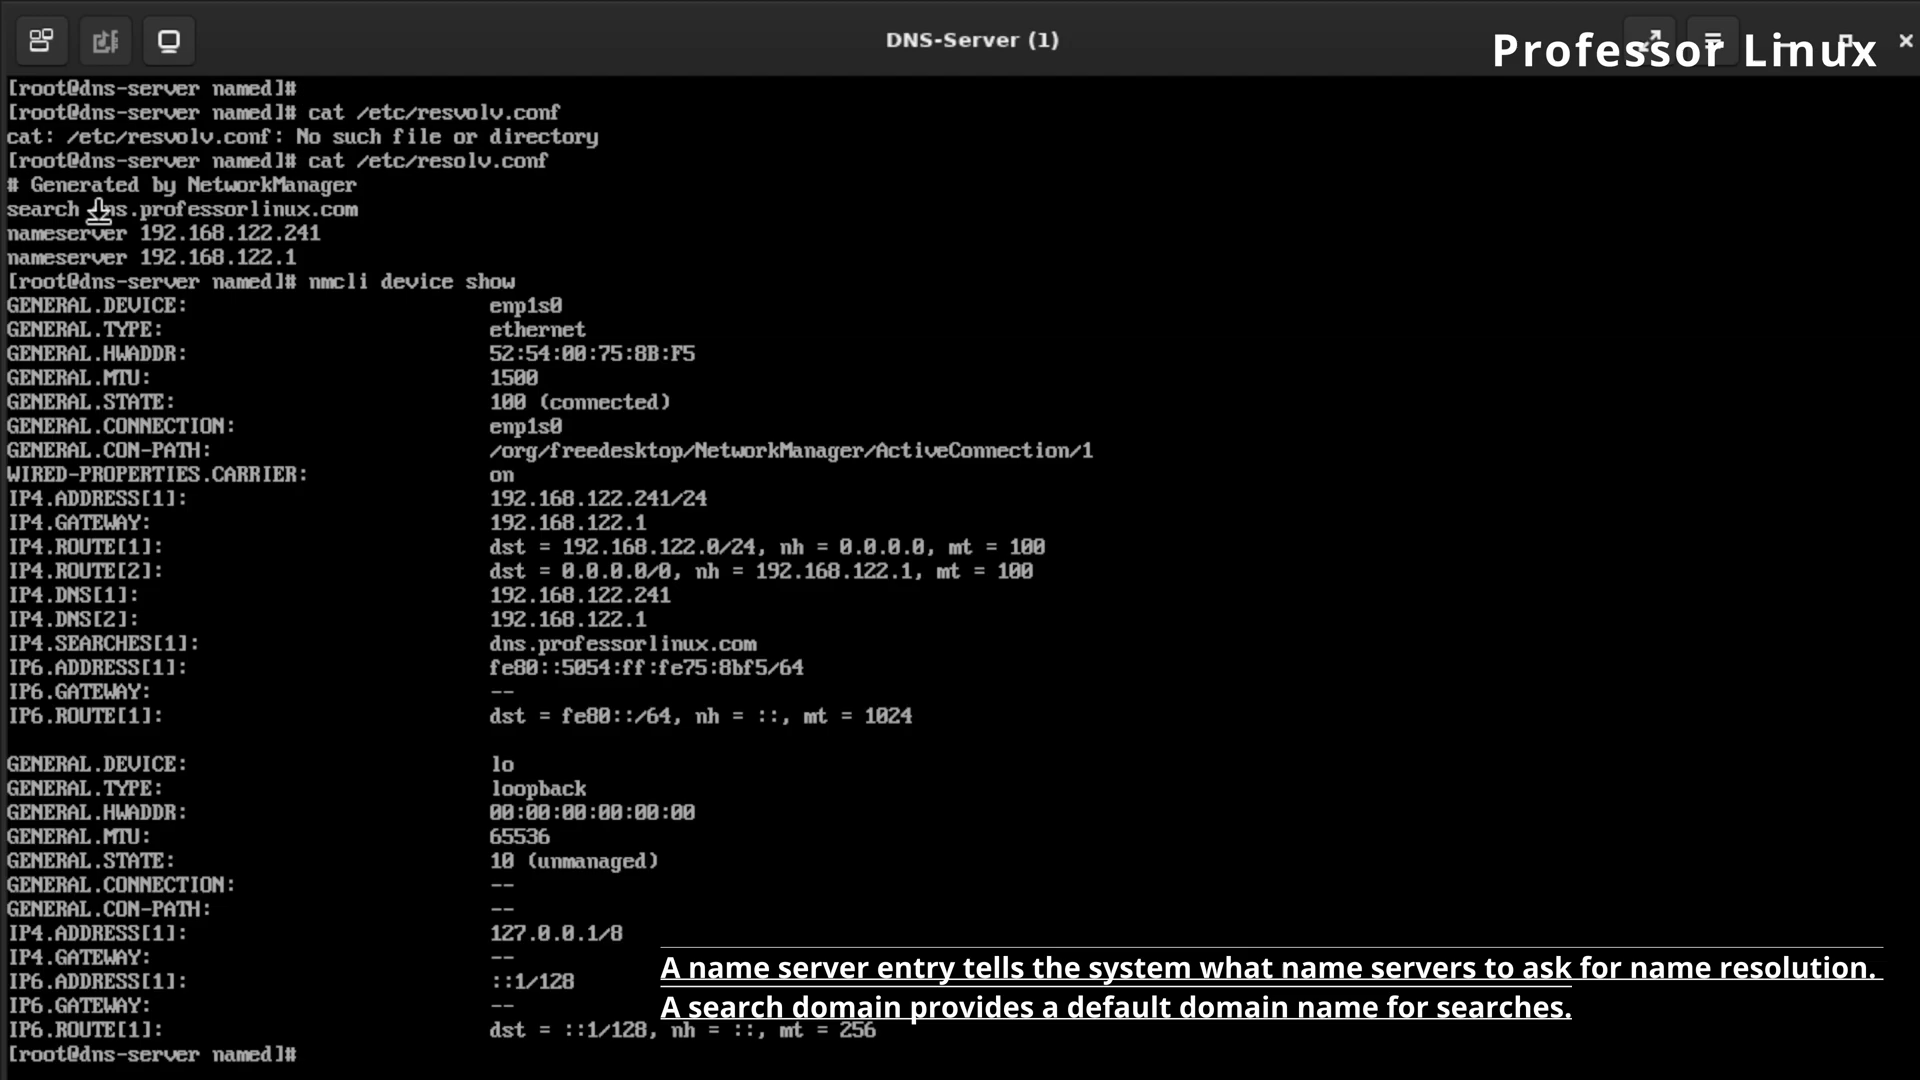 DNS-Server (1)
Professor Linux
[root@dns-server named]#
[root@dns-server named]# cat /etc/resvolv.conf
cat: /etc/resvolv.conf: No such file or directory
[root@dns-server named]# cat /etc/resolv.conf
# Generated by NetworkManager
search dns.professorlinux.com
nameserver 192.168.122.241
nameserver 192.168.122.1
[root@dns-server named]# nmcli device show
GENERAL.DEVICE: enp1s0
GENERAL.TYPE: ethernet
GENERAL.HWADDR: 52:54:00:75:8B:F5
GENERAL.MTU: 1500
GENERAL.STATE: 100 (connected)
GENERAL.CONNECTION: enp1s0
GENERAL.CON-PATH: /org/freedesktop/NetworkManager/ActiveConnection/1
WIRED-PROPERTIES.CARRIER: on
IP4.ADDRESS[1]: 192.168.122.241/24
IP4.GATEWAY: 192.168.122.1
IP4.ROUTE[1]: dst = 192.168.122.0/24, nh = 0.0.0.0, mt = 100
IP4.ROUTE[2]: dst = 0.0.0.0/0, nh = 192.168.122.1, mt = 100
IP4.DNS[1]: 192.168.122.241
IP4.DNS[2]: 192.168.122.1
IP4.SEARCHES[1]: dns.professorlinux.com
IP6.ADDRESS[1]: fe80::5054:ff:fe75:8bf5/64
IP6.GATEWAY: --
IP6.ROUTE[1]: dst = fe80::/64, nh = ::, mt = 1024
GENERAL.DEVICE: lo
GENERAL.TYPE: loopback
GENERAL.HWADDR: 00:00:00:00:00:00
GENERAL.MTU: 65536
GENERAL.STATE: 10 (unmanaged)
GENERAL.CONNECTION: --
GENERAL.CON-PATH: --
IP4.ADDRESS[1]: 127.0.0.1/8
IP4.GATEWAY: --
IP6.ADDRESS[1]: ::1/128
IP6.GATEWAY: --
IP6.ROUTE[1]: dst = ::1/128, nh = ::, mt = 256
[root@dns-server named]#
A name server entry tells the system what name servers to ask for name resolution.
A search domain provides a default domain name for searches.